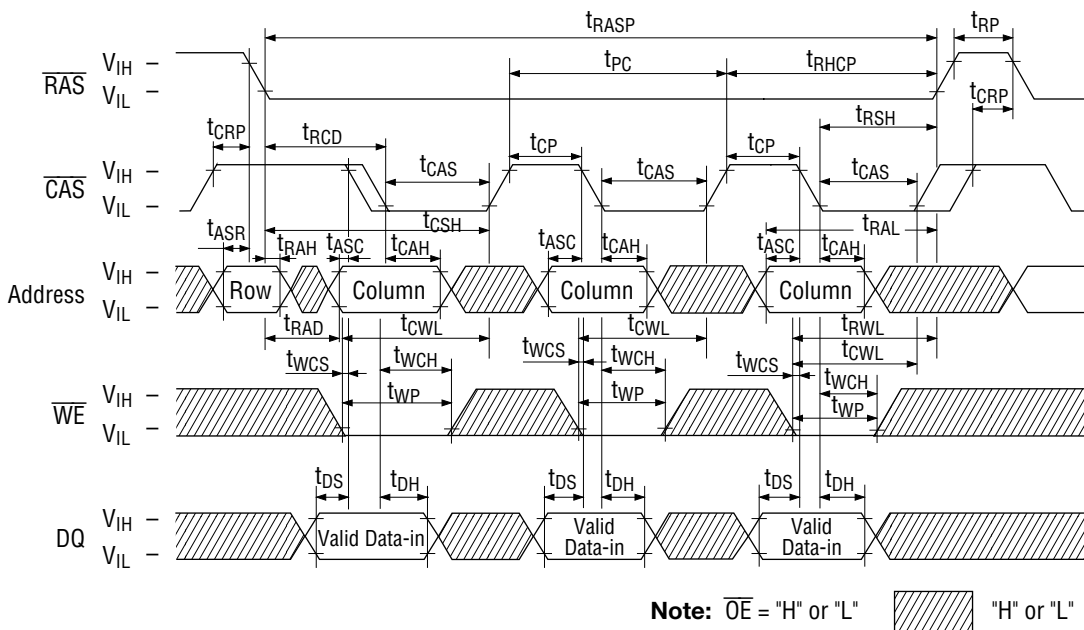 tRASP
tRP
tPC
tRHCP
RAS
VIH
VIL
tCRP
tRSH
tCRP
tRCD
tCP
tCP
CAS
VIH
VIL
tCAS
tCAS
tCAS
tCSH
tRAL
tASR
tRAH
tASC
tCAH
tASC
tCAH
tASC
tCAH
Address
VIH
VIL
Row
Column
Column
Column
tRAD
tCWL
tCWL
tRWL
tCWL
tWCS
tWCH
tWCS
tWCH
tWCS
tWCH
WE
VIH
VIL
tWP
tWP
tWP
tDS
tDH
tDS
tDH
tDS
tDH
DQ
VIH
VIL
Valid Data-in
Valid
Data-in
Valid
Data-in
Note: OE = "H" or "L"
"H" or "L"